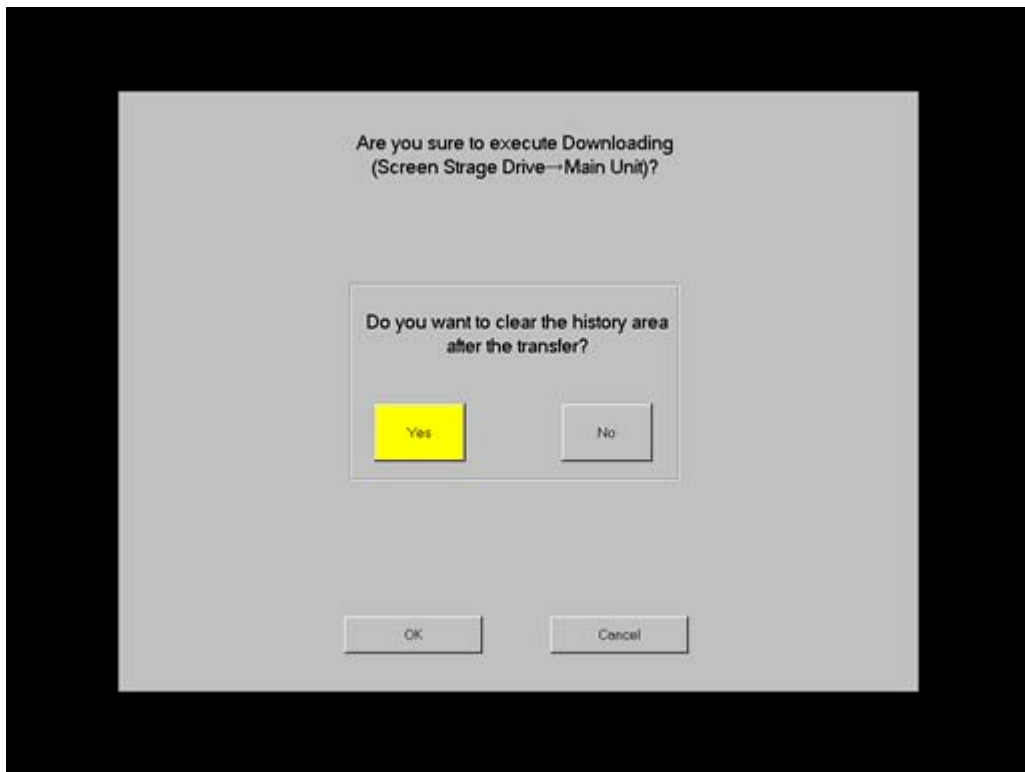 Are you sure to execute Downloading
(Screen Strage Drive→Main Unit)?
Do you want to clear the history area
after the transfer?
Yes
No
OK
Cancel